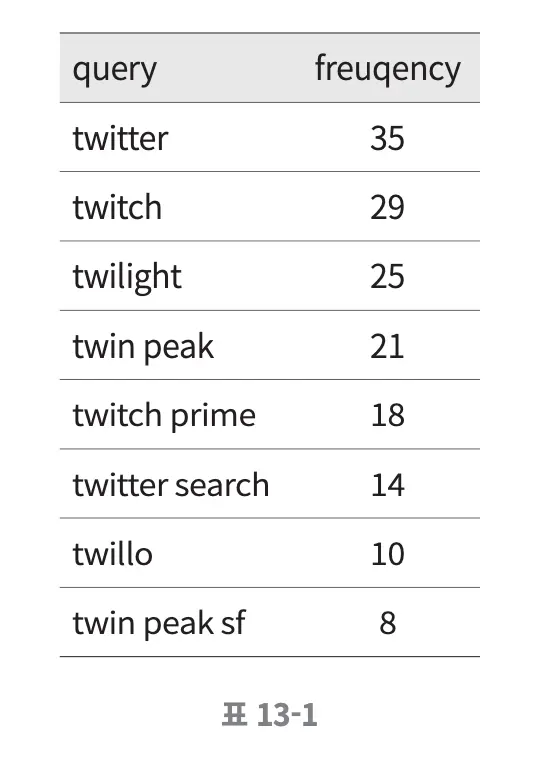 query freuqency
twitter 35
twitch 29
twilight 25
twin peak 21
twitch prime 18
twitter search 14
twillo 10
twin peak sf 8
표 13-1